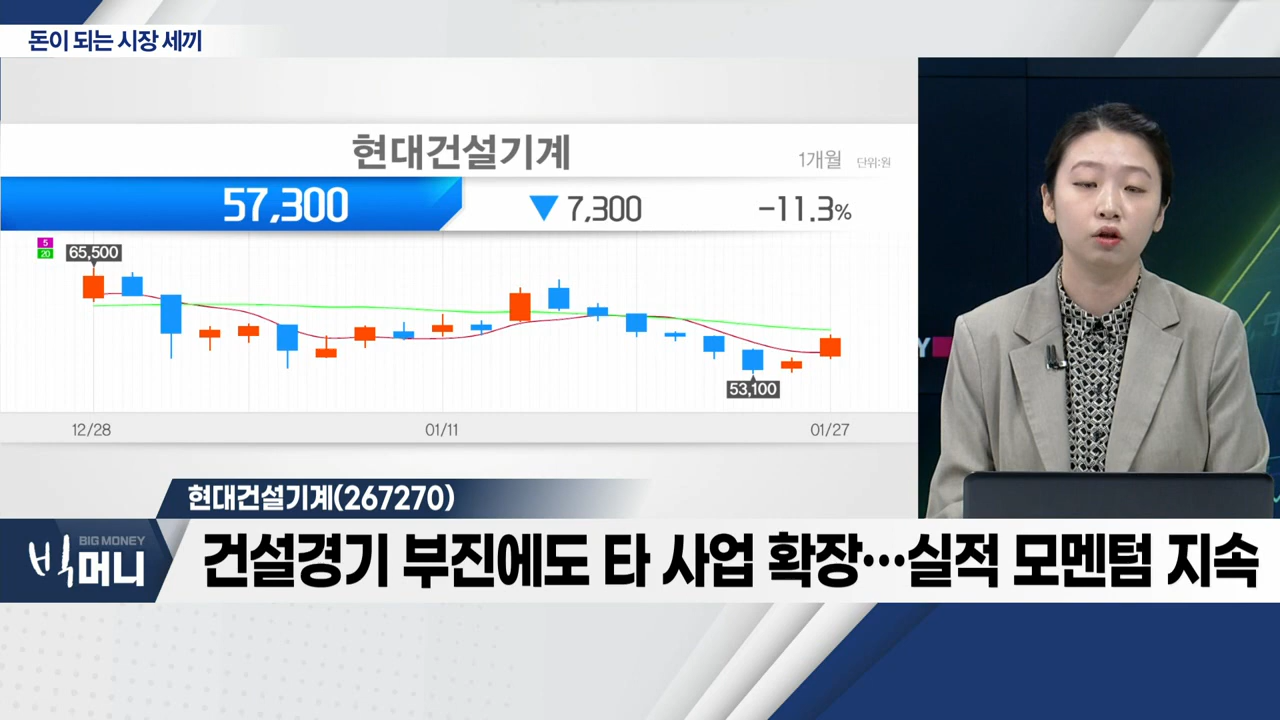 돈이 되는 시장 세끼
현대건설기계
1개월 단위:원
57,300 ▼ 7,300 -11.3%
5
20
65,500
53,100
12/28 01/11 01/27
Y
현대건설기계(267270)
BIG MONEY
빅머니
건설경기 부진에도 타 사업 확장…실적 모멘텀 지속